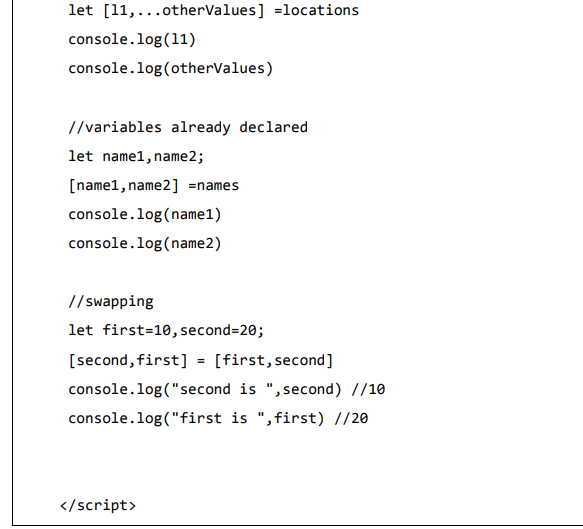 let [l1,...otherValues] =locations
console.log(l1)
console.log(otherValues)
//variables already declared
let name1,name2;
[name1,name2] =names
console.log(name1)
console.log(name2)
//swapping
let first=10,second=20;
[second,first] = [first,second]
console.log("second is ",second) //10
console.log("first is ",first) //20
</script>